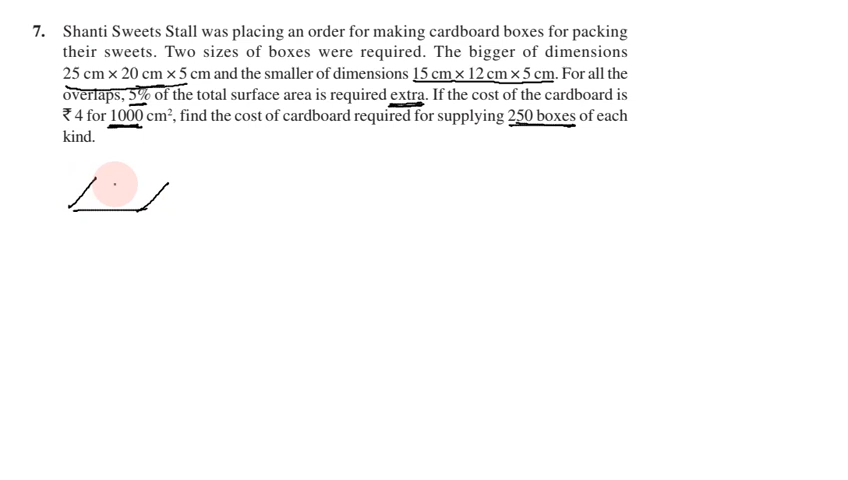 7. Shanti Sweets Stall was placing an order for making cardboard boxes for packing
their sweets. Two sizes of boxes were required. The bigger of dimensions
25 cm × 20 cm × 5 cm and the smaller of dimensions 15 cm × 12 cm × 5 cm. For all the
overlaps, 5% of the total surface area is required extra. If the cost of the cardboard is
₹ 4 for 1000 cm², find the cost of cardboard required for supplying 250 boxes of each
kind.